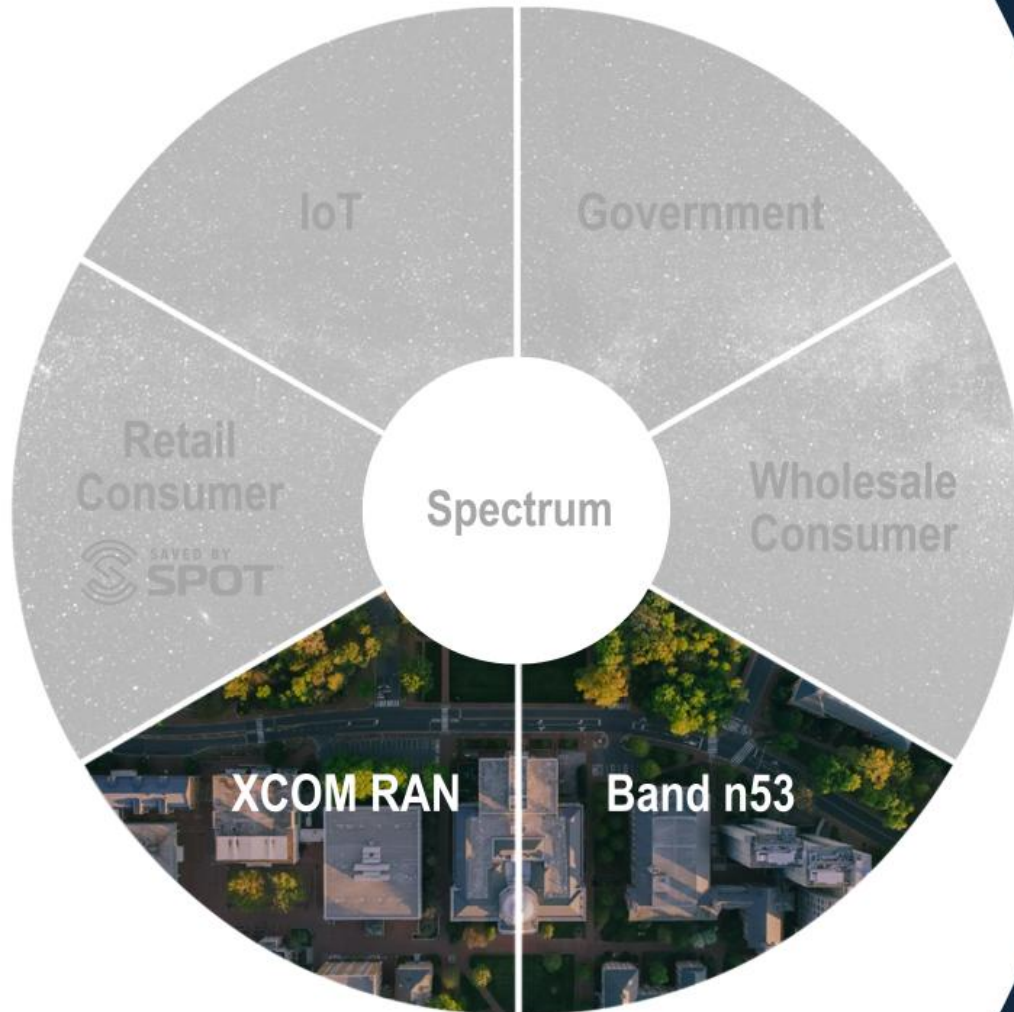 IoT
Government
Retail
Consumer
SAVED BY
SPOT
Wholesale
Consumer
Spectrum
XCOM RAN
Band n53